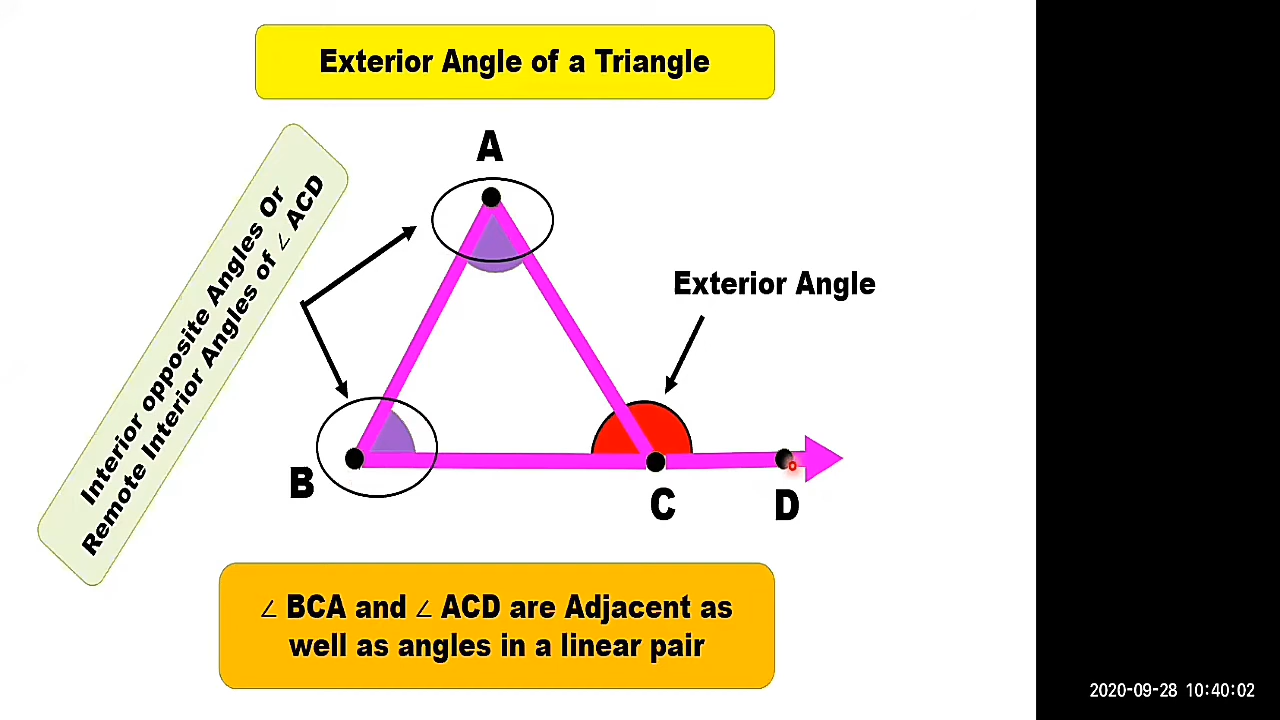 Exterior Angle of a Triangle
A
Interior opposite Angles Or
Remote Interior Angles of ∠ ACD
Exterior Angle
B
C
D
∠ BCA and ∠ ACD are Adjacent as
well as angles in a linear pair
2020-09-28 10:40:02